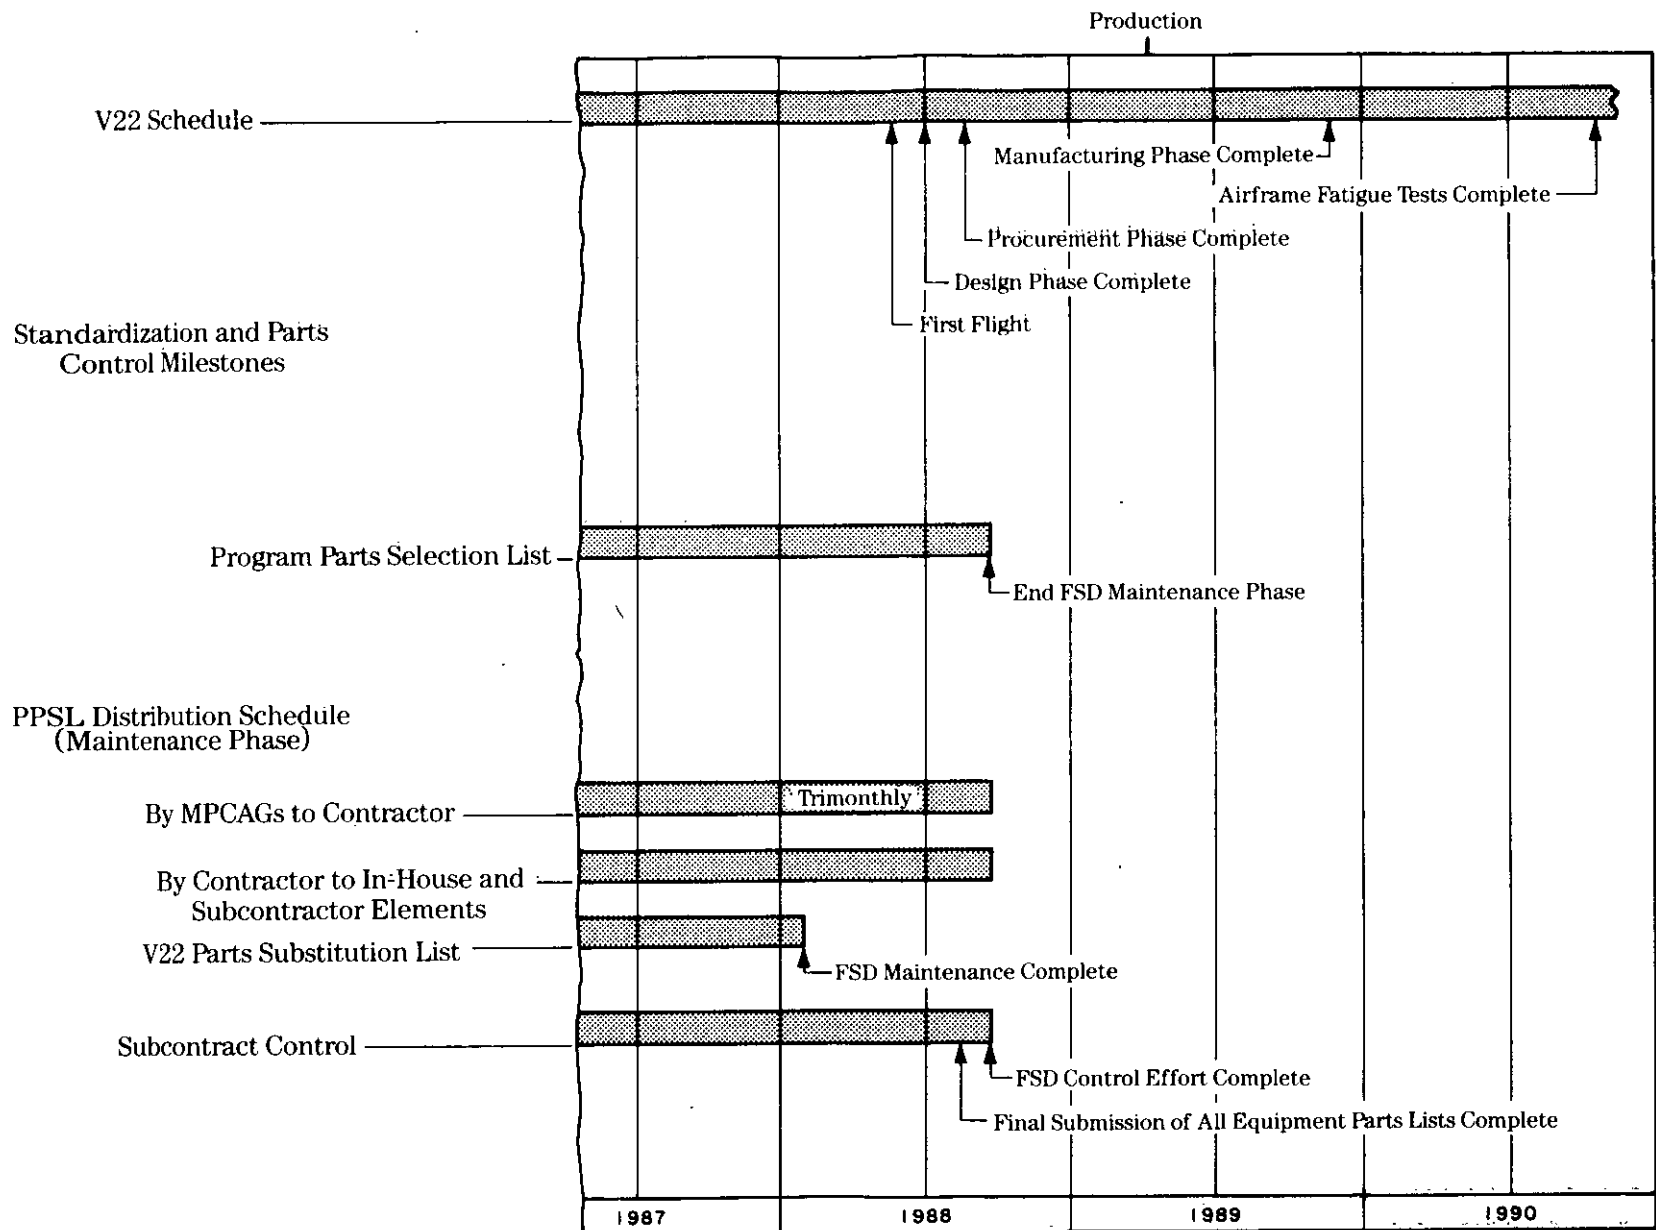 Production
V22 Schedule
Manufacturing Phase Complete
Airframe Fatigue Tests Complete
Procurement Phase Complete
Design Phase Complete
First Flight
Standardization and Parts
Control Milestones
Program Parts Selection List
End FSD Maintenance Phase
PPSL Distribution Schedule
(Maintenance Phase)
By MPCAGs to Contractor
Trimonthly
By Contractor to In-House and
Subcontractor Elements
V22 Parts Substitution List
FSD Maintenance Complete
Subcontract Control
FSD Control Effort Complete
Final Submission of All Equipment Parts Lists Complete
1987 1988 1989 1990